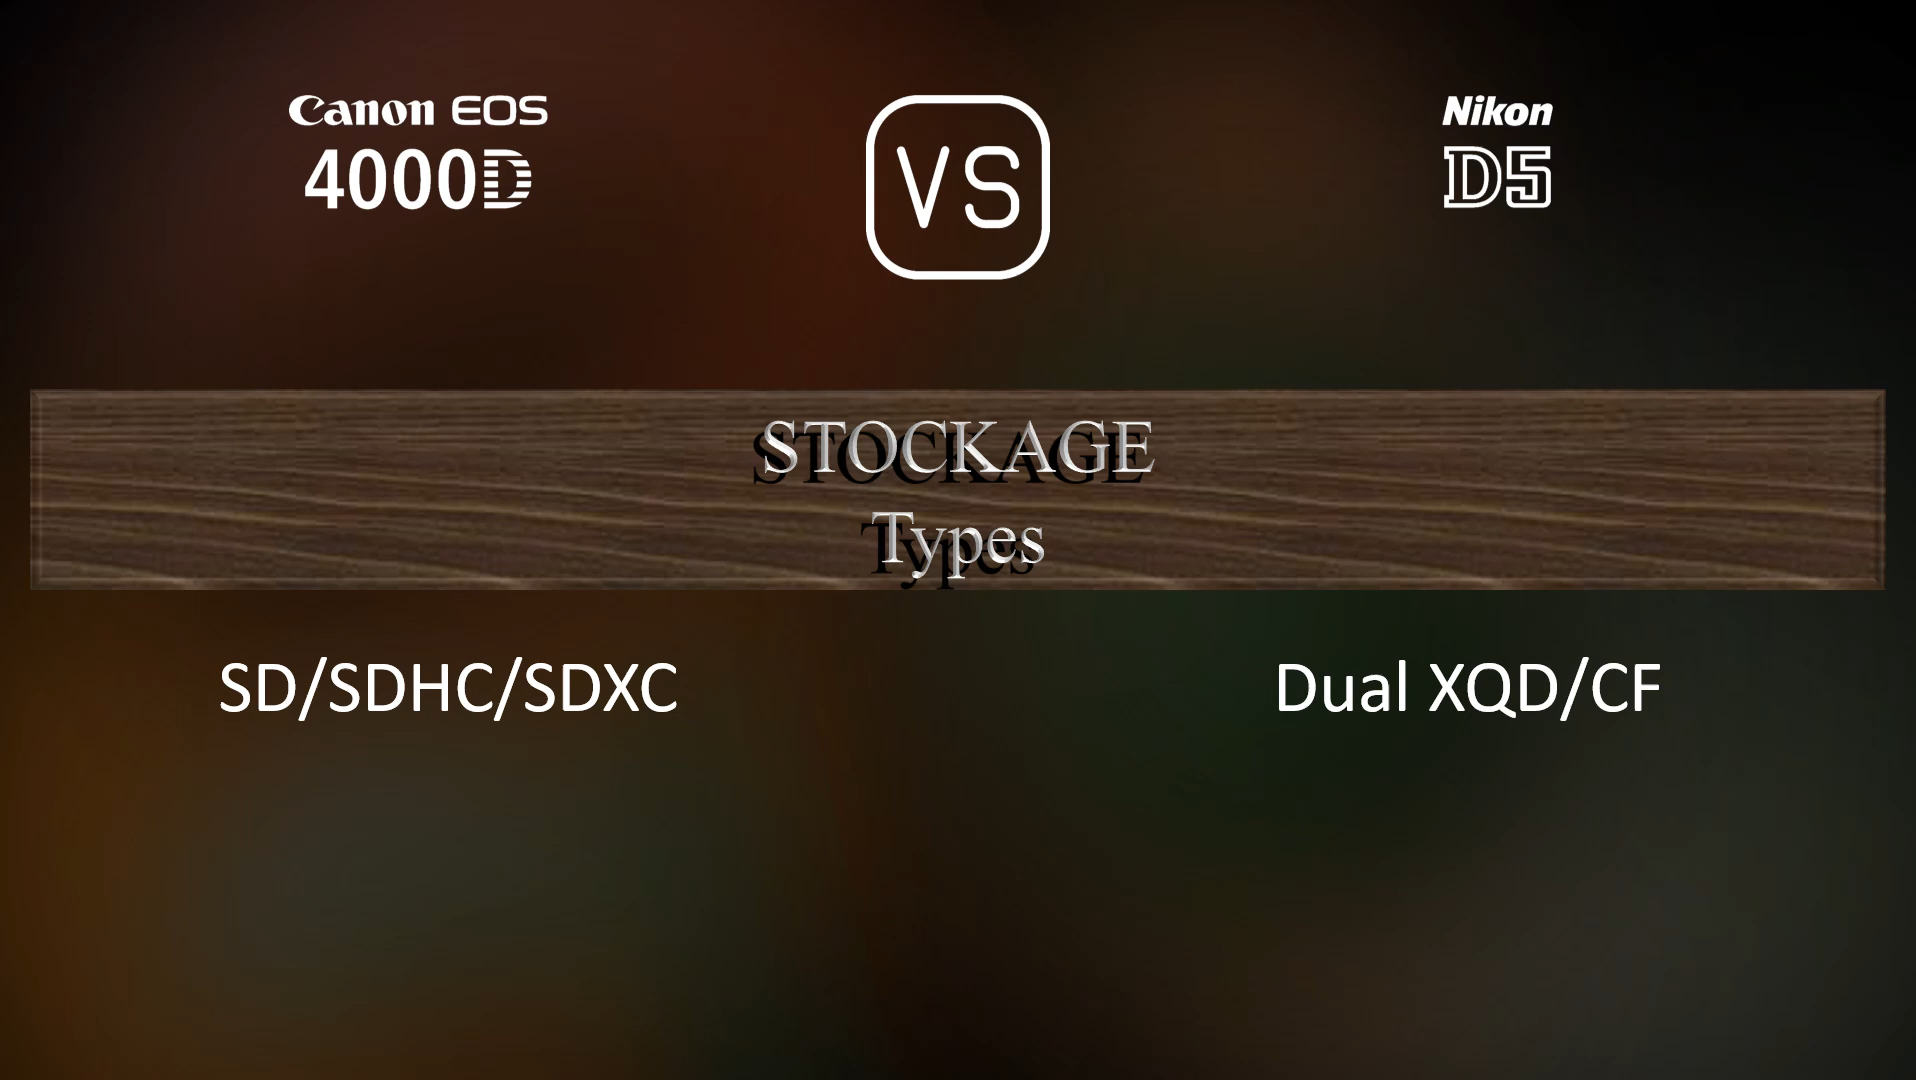 Canon EOS
4000D
VS
Nikon
D5
STOCKAGE
Types
SD/SDHC/SDXC
Dual XQD/CF